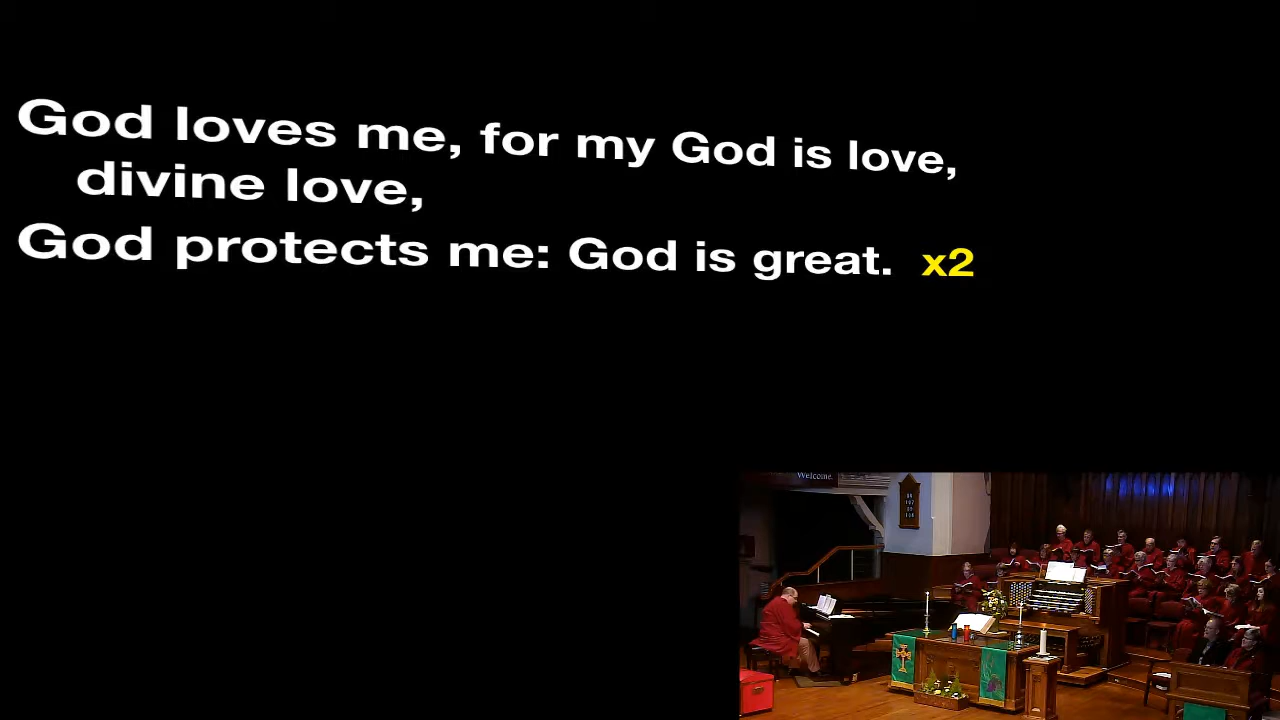 God loves me, for my God is love,
divine love,
God protects me: God is great. x2
Welcome.